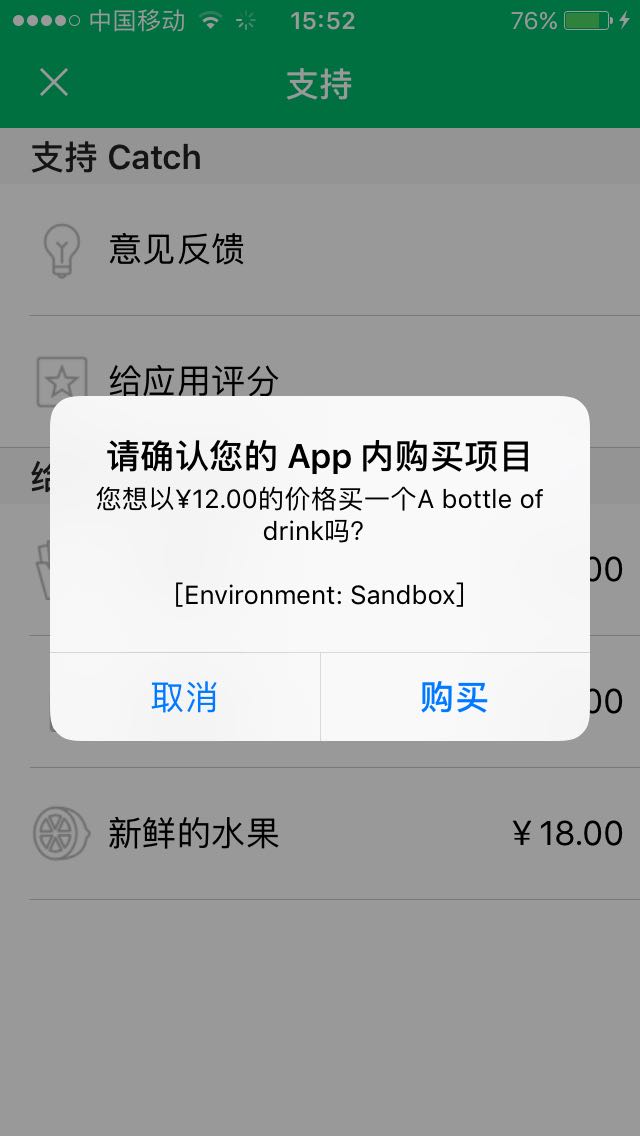 中国移动 15:52 76%
支持
支持 Catch
意见反馈
给应用评分
给
请确认您的 App 内购买项目
您想以¥12.00的价格买一个A bottle of
drink吗?
[Environment: Sandbox]
00
取消 购买
00
新鲜的水果 ¥18.00